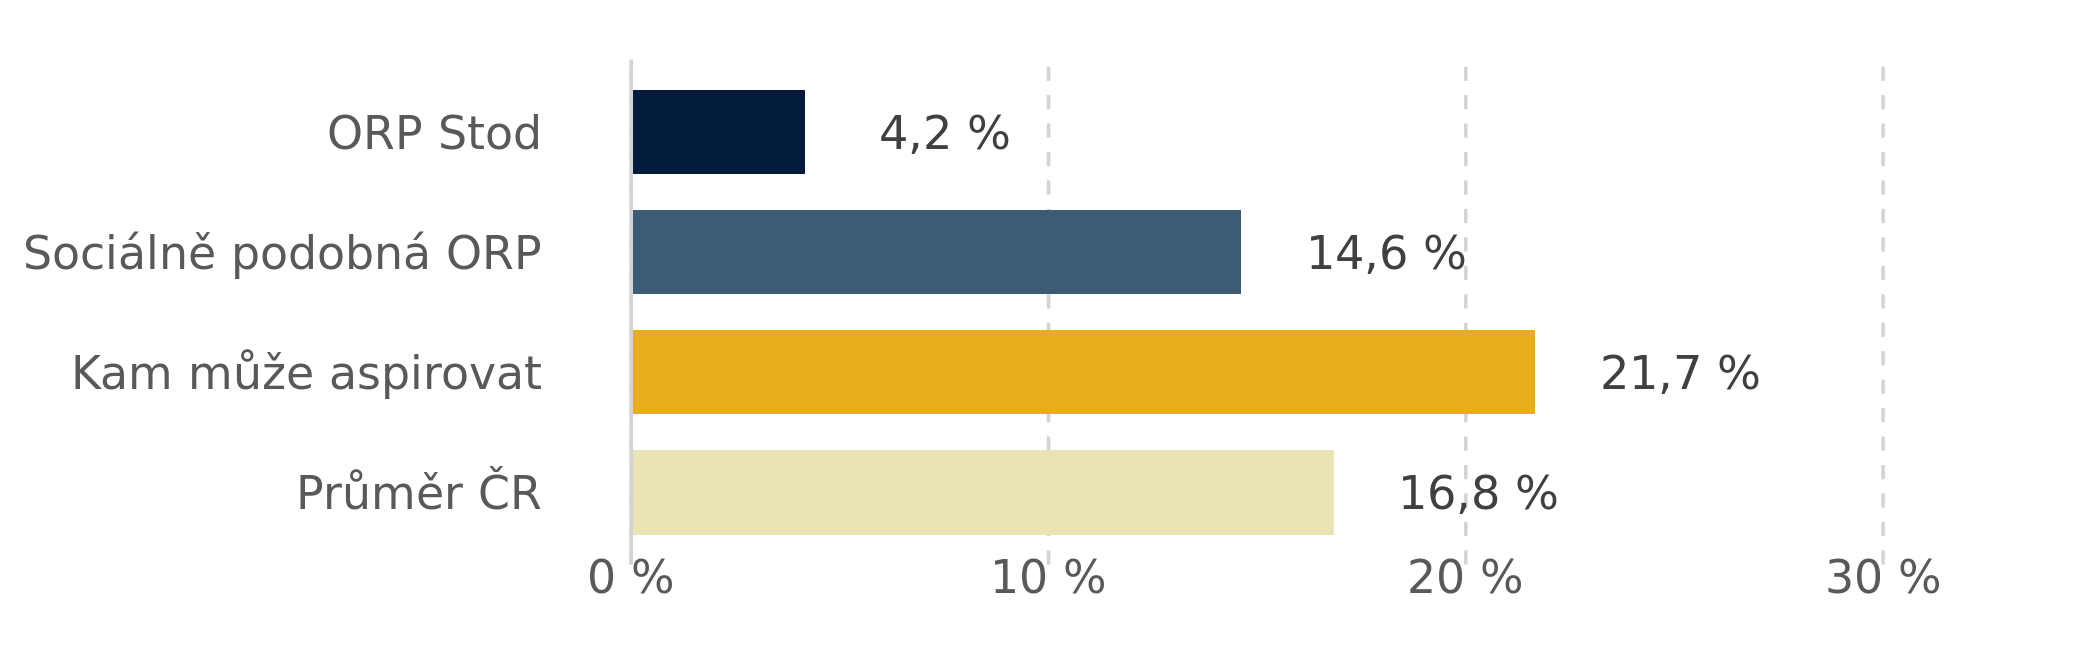 ORP Stod 4,2 %
Sociálně podobná ORP 14,6 %
Kam může aspirovat 21,7 %
Průměr ČR 16,8 %
0 % 10 % 20 % 30 %